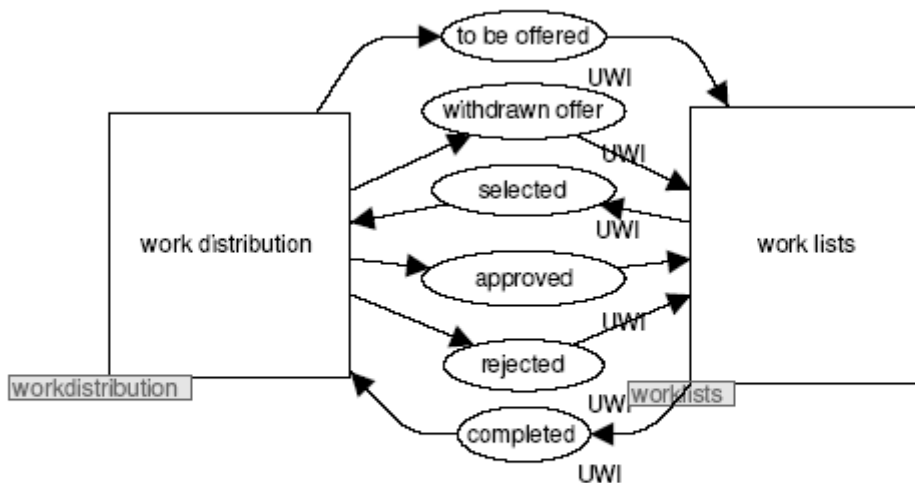 to be offered
UWI
withdrawn offer
UWI
selected
UWI
work distribution
work lists
approved
UWI
rejected
workdistribution
worklists
UWI
completed
UWI